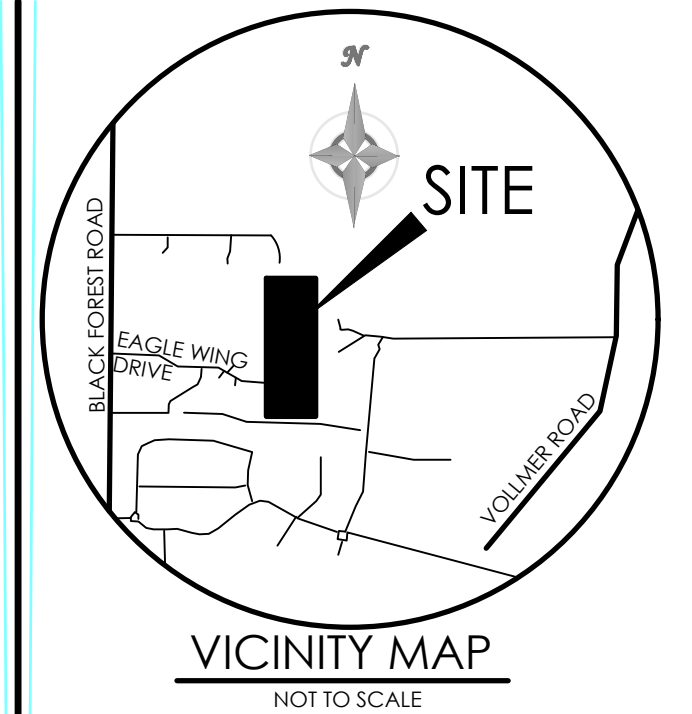 N
SITE
BLACK FOREST ROAD
EAGLE WING
DRIVE
VOLLMER ROAD
VICINITY MAP
NOT TO SCALE